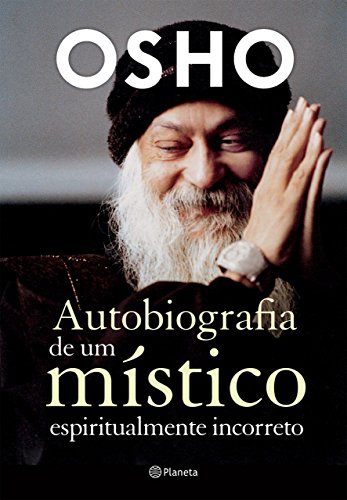 OSHO
Autobiografia
de um
místico
espiritualmente incorreto
Planeta